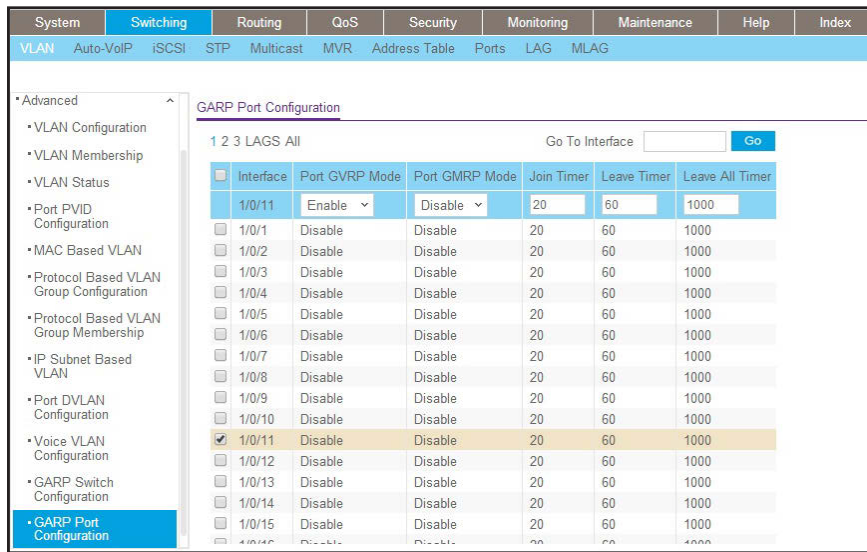 System Switching Routing QoS Security Monitoring Maintenance Help Index
VLAN Auto-VoIP iSCSI STP Multicast MVR Address Table Ports LAG MLAG
Advanced
VLAN Configuration
VLAN Membership
VLAN Status
Port PVID
Configuration
MAC Based VLAN
Protocol Based VLAN
Group Configuration
Protocol Based VLAN
Group Membership
IP Subnet Based
VLAN
Port DVLAN
Configuration
Voice VLAN
Configuration
GARP Switch
Configuration
GARP Port
Configuration
GARP Port Configuration
1 2 3 LAGS All Go To Interface Go
Interface Port GVRP Mode Port GMRP Mode Join Timer Leave Timer Leave All Timer
1/0/11 Enable Disable 20 60 1000
1/0/1 Disable Disable 20 60 1000
1/0/2 Disable Disable 20 60 1000
1/0/3 Disable Disable 20 60 1000
1/0/4 Disable Disable 20 60 1000
1/0/5 Disable Disable 20 60 1000
1/0/6 Disable Disable 20 60 1000
1/0/7 Disable Disable 20 60 1000
1/0/8 Disable Disable 20 60 1000
1/0/9 Disable Disable 20 60 1000
1/0/10 Disable Disable 20 60 1000
1/0/11 Disable Disable 20 60 1000
1/0/12 Disable Disable 20 60 1000
1/0/13 Disable Disable 20 60 1000
1/0/14 Disable Disable 20 60 1000
1/0/15 Disable Disable 20 60 1000